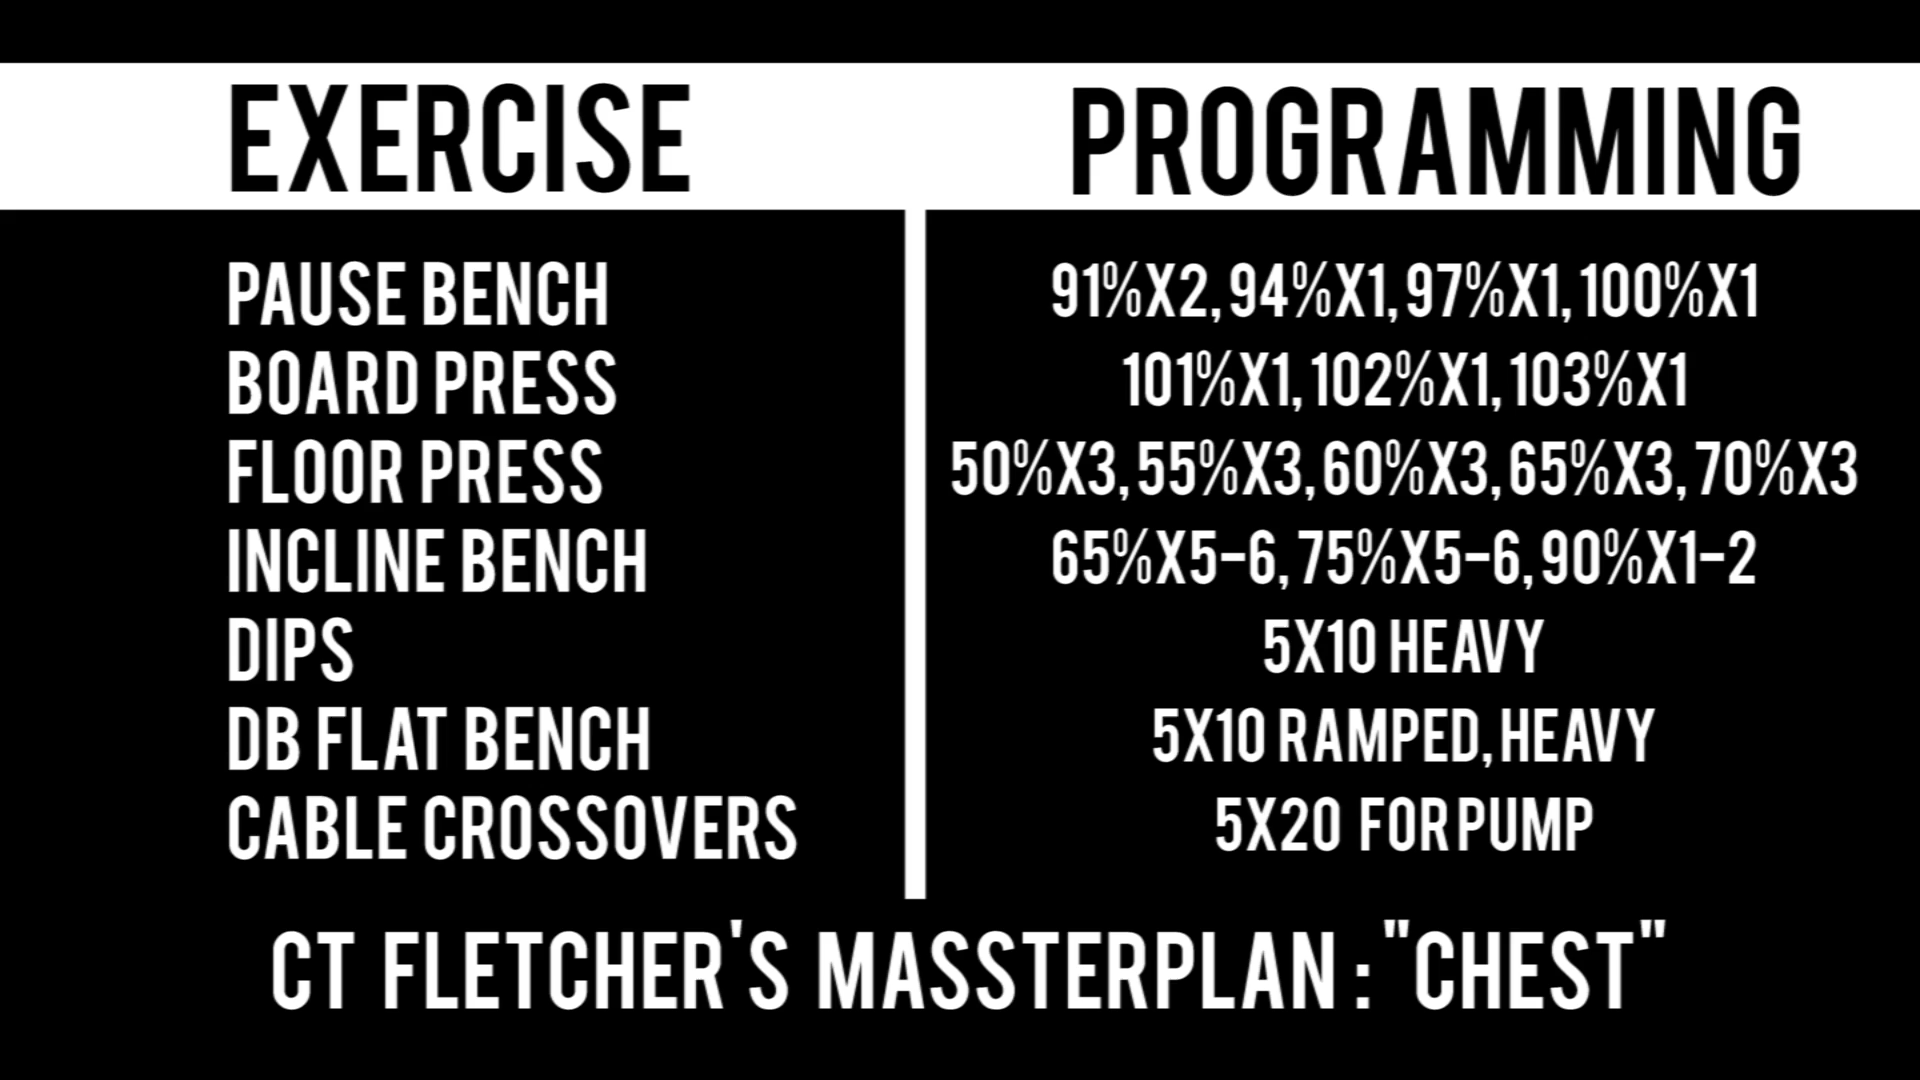 EXERCISE PROGRAMMING
PAUSE BENCH 91%X2, 94%X1, 97%X1, 100%X1
BOARD PRESS 101%X1, 102%X1, 103%X1
FLOOR PRESS 50%X3, 55%X3, 60%X3, 65%X3, 70%X3
INCLINE BENCH 65%X5-6, 75%X5-6, 90%X1-2
DIPS 5X10 HEAVY
DB FLAT BENCH 5X10 RAMPED, HEAVY
CABLE CROSSOVERS 5X20 FOR PUMP
CT FLETCHER'S MASSTERPLAN : "CHEST"